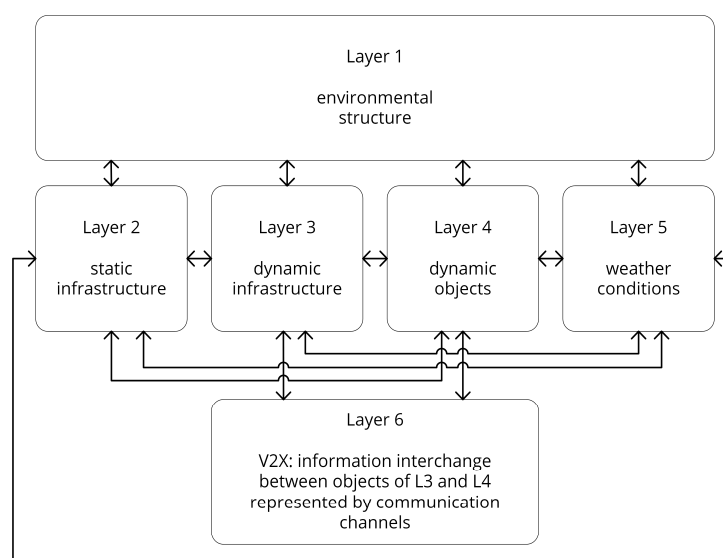 Layer 1
environmental
structure
Layer 2
static
infrastructure
Layer 3
dynamic
infrastructure
Layer 4
dynamic
objects
Layer 5
weather
conditions
Layer 6
V2X: information interchange
between objects of L3 and L4
represented by communication
channels